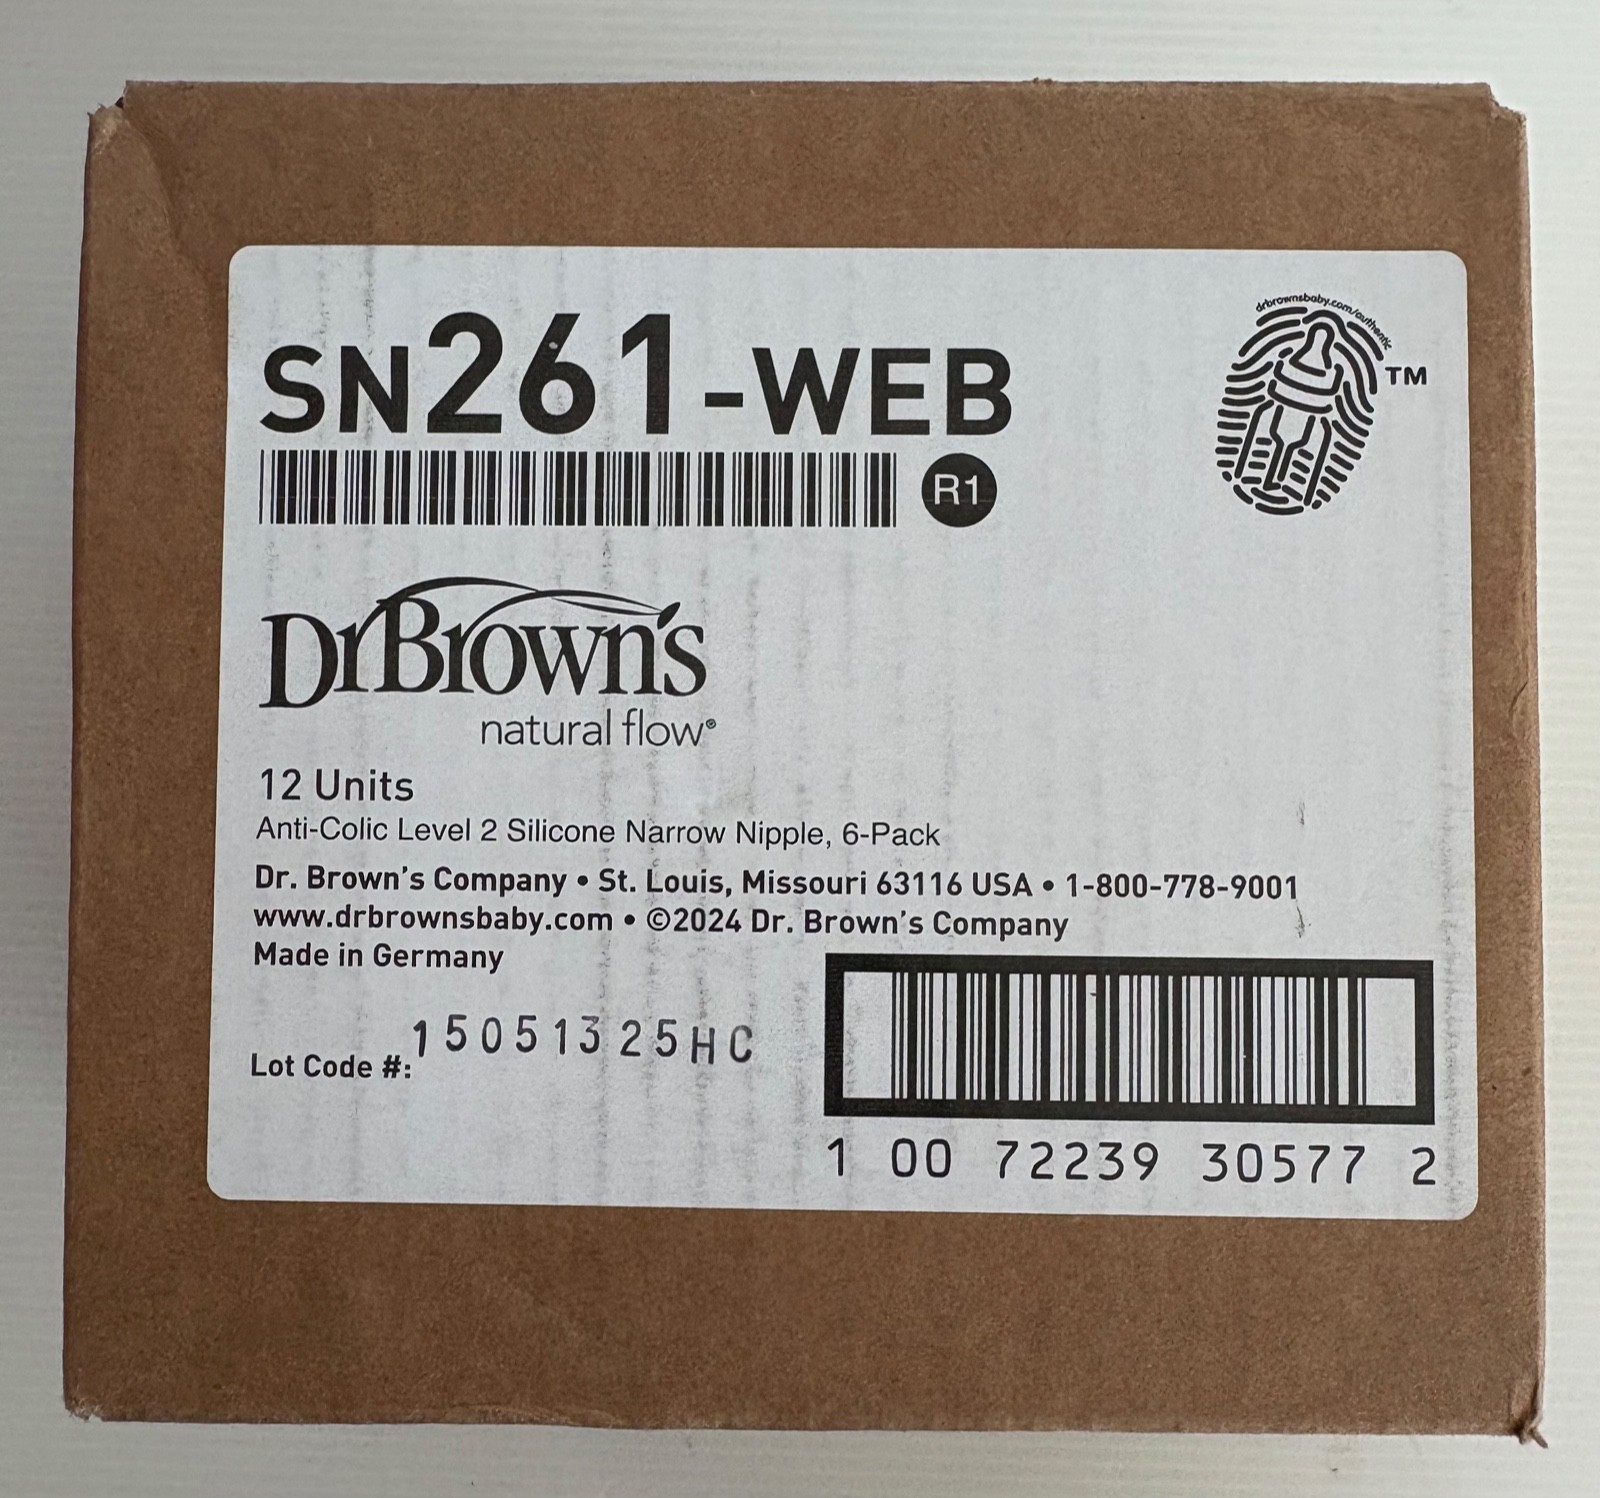 drbrownsbaby.com/authentic
TM
SN261-WEB
R1
DrBrown's
natural flow®
12 Units
Anti-Colic Level 2 Silicone Narrow Nipple, 6-Pack
Dr. Brown's Company • St. Louis, Missouri 63116 USA • 1-800-778-9001
www.drbrownsbaby.com • ©2024 Dr. Brown's Company
Made in Germany
Lot Code #: 15051325HC
1 00 72239 30577 2